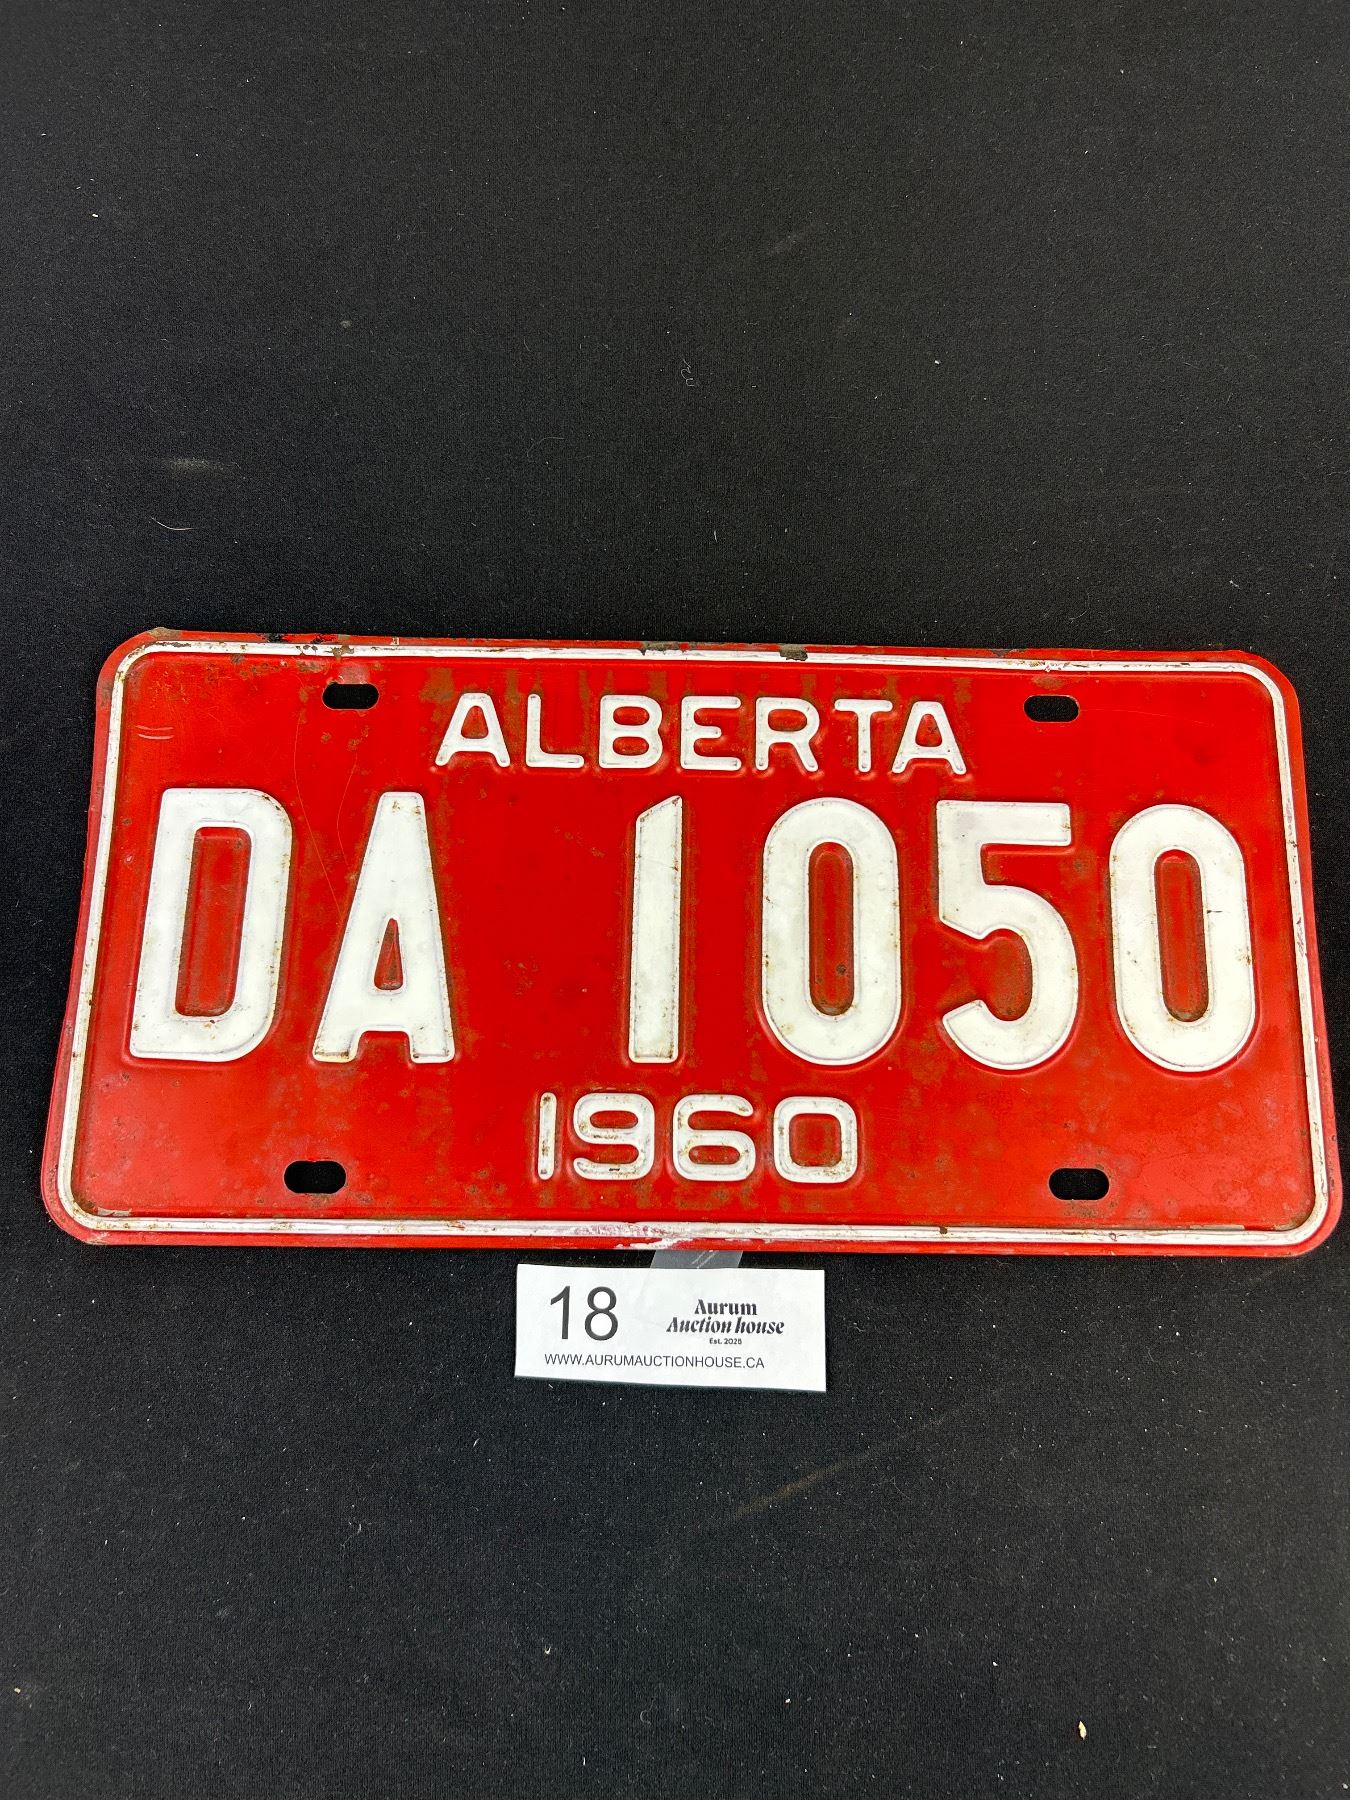 ALBERTA
DA 1050
1960
18
Aurum
Auction house
Est. 2025
WWW.AURUMAUCTIONHOUSE.CA